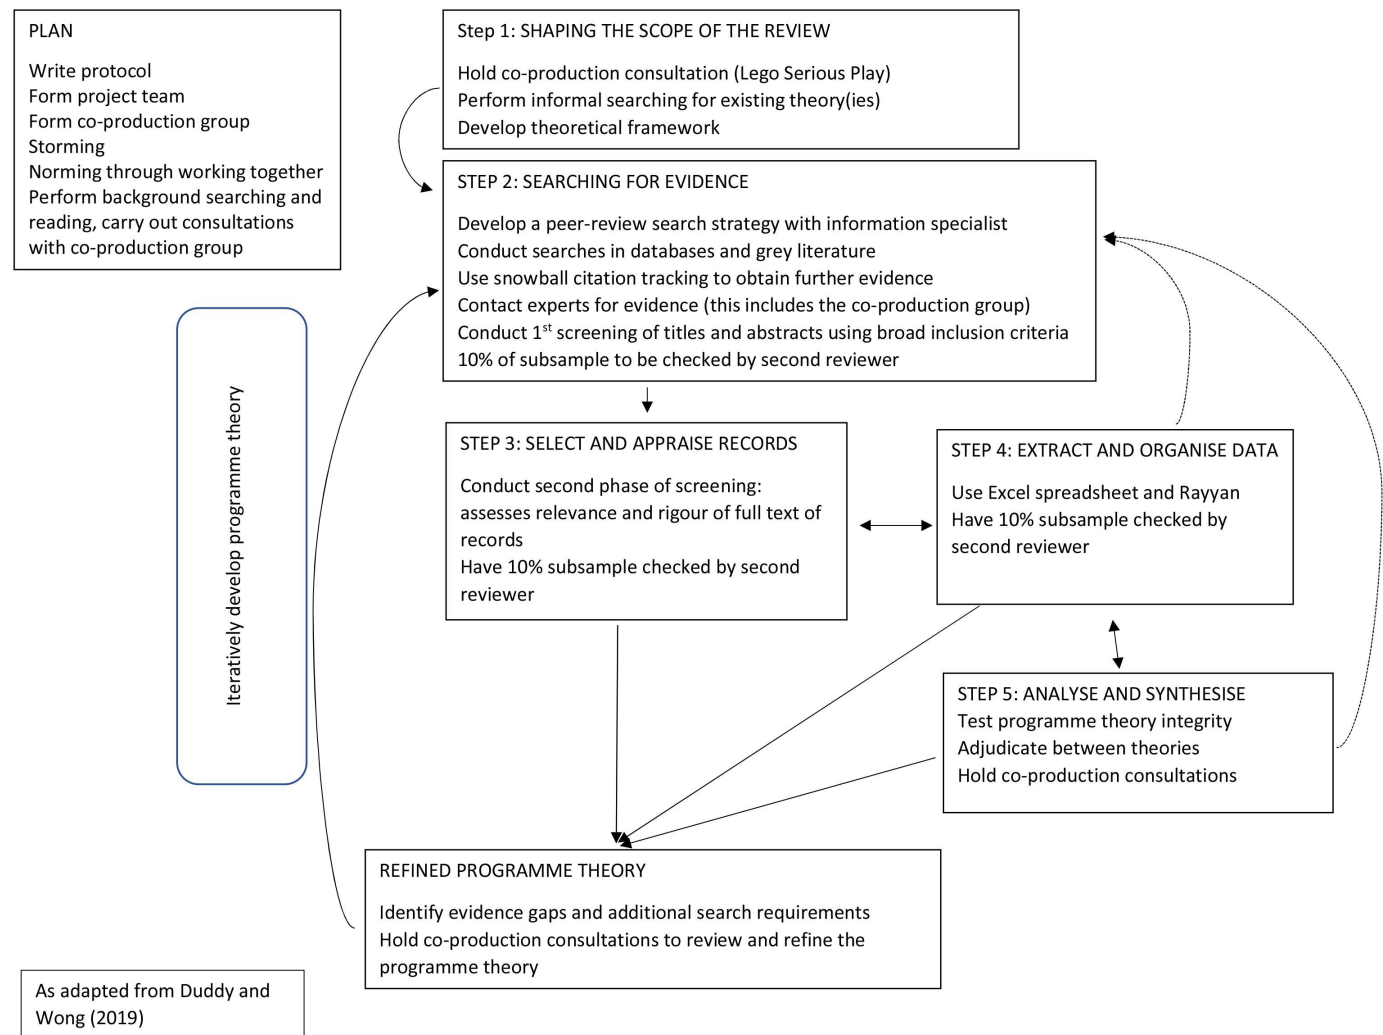 PLAN
Write protocol
Form project team
Form co-production group
Storming
Norming through working together
Perform background searching and
reading, carry out consultations
with co-production group
Step 1: SHAPING THE SCOPE OF THE REVIEW
Hold co-production consultation (Lego Serious Play)
Perform informal searching for existing theory(ies)
Develop theoretical framework
STEP 2: SEARCHING FOR EVIDENCE
Develop a peer-review search strategy with information specialist
Conduct searches in databases and grey literature
Use snowball citation tracking to obtain further evidence
Contact experts for evidence (this includes the co-production group)
Conduct 1st screening of titles and abstracts using broad inclusion criteria
10% of subsample to be checked by second reviewer
Iteratively develop programme theory
STEP 3: SELECT AND APPRAISE RECORDS
Conduct second phase of screening:
assesses relevance and rigour of full text of
records
Have 10% subsample checked by second
reviewer
STEP 4: EXTRACT AND ORGANISE DATA
Use Excel spreadsheet and Rayyan
Have 10% subsample checked by
second reviewer
STEP 5: ANALYSE AND SYNTHESISE
Test programme theory integrity
Adjudicate between theories
Hold co-production consultations
REFINED PROGRAMME THEORY
Identify evidence gaps and additional search requirements
Hold co-production consultations to review and refine the
programme theory
As adapted from Duddy and
Wong (2019)